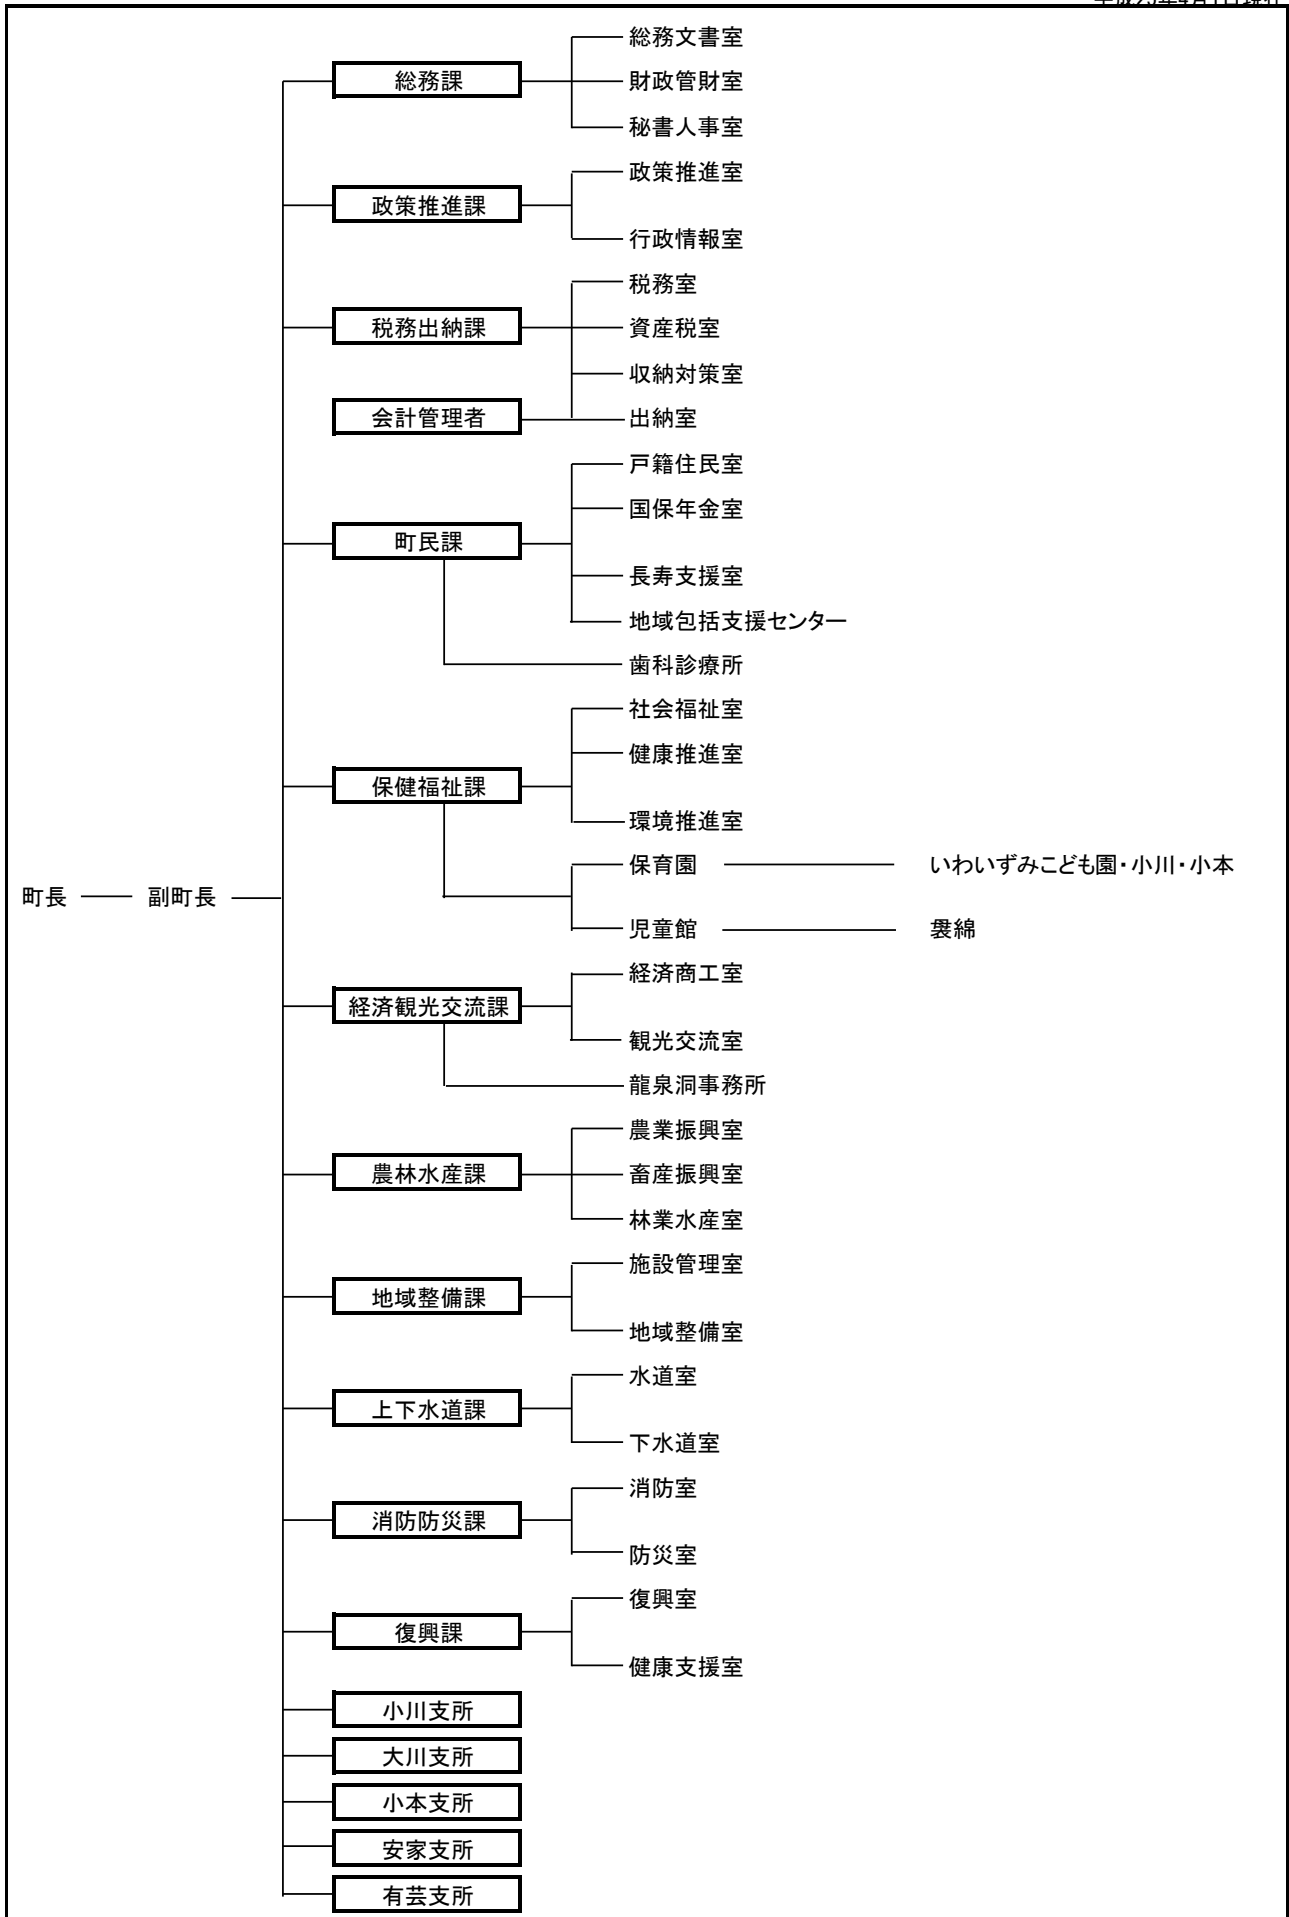 総務文書室
総務課
財政管財室
秘書人事室
政策推進室
政策推進課
行政情報室
税務室
税務出納課
資産税室
収納対策室
会計管理者
出納室
戸籍住民室
国保年金室
町民課
長寿支援室
地域包括支援センター
歯科診療所
社会福祉室
健康推進室
保健福祉課
環境推進室
保育園 いわいずみこども園・小川・小本
町長 副町長
児童館 袰綿
経済商工室
経済観光交流課
観光交流室
龍泉洞事務所
農業振興室
農林水産課
畜産振興室
林業水産室
施設管理室
地域整備課
地域整備室
水道室
上下水道課
下水道室
消防室
消防防災課
防災室
復興室
復興課
健康支援室
小川支所
大川支所
小本支所
安家支所
有芸支所